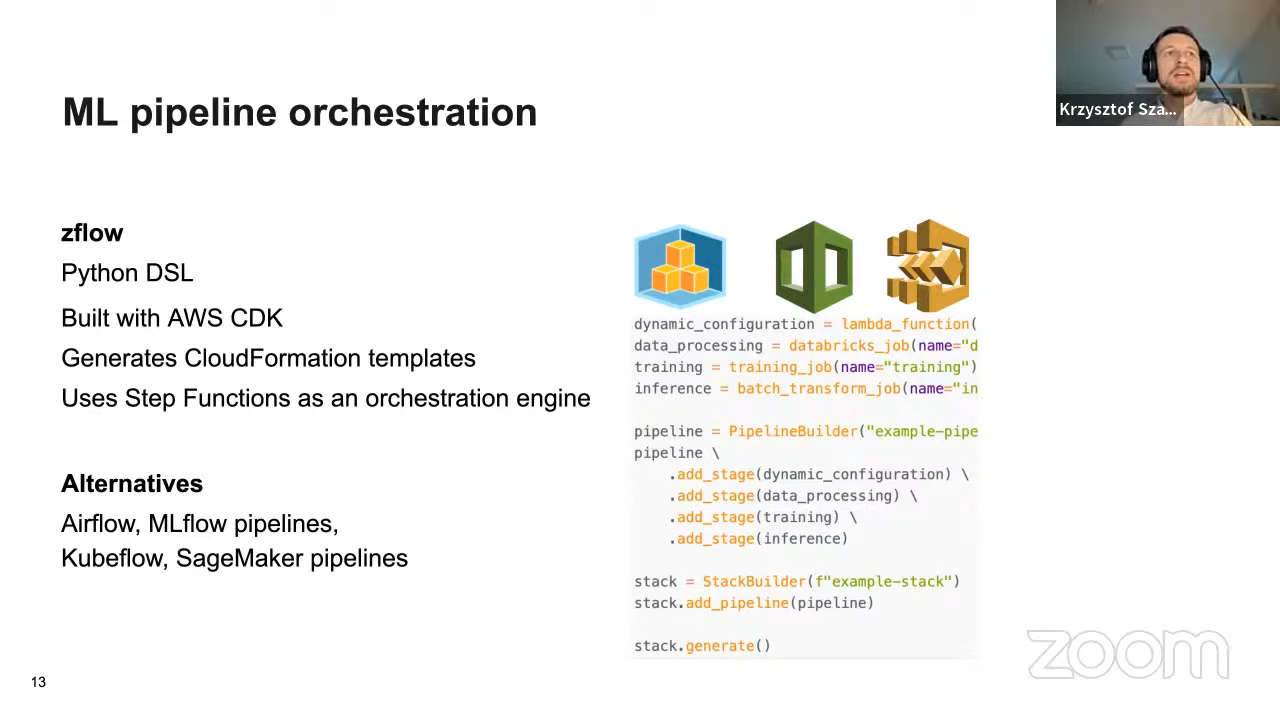 ML pipeline orchestration
Krzysztof Sza...
zflow
Python DSL
Built with AWS CDK
Generates CloudFormation templates
Uses Step Functions as an orchestration engine
Alternatives
Airflow, MLflow pipelines,
Kubeflow, SageMaker pipelines
dynamic_configuration = lambda_function(
data_processing = databricks_job(name="d
training = training_job(name="training")
inference = batch_transform_job(name="in
pipeline = PipelineBuilder("example-pipe
pipeline \
.add_stage(dynamic_configuration) \
.add_stage(data_processing) \
.add_stage(training) \
.add_stage(inference)
stack = StackBuilder(f"example-stack")
stack.add_pipeline(pipeline)
stack.generate()
zoom
13